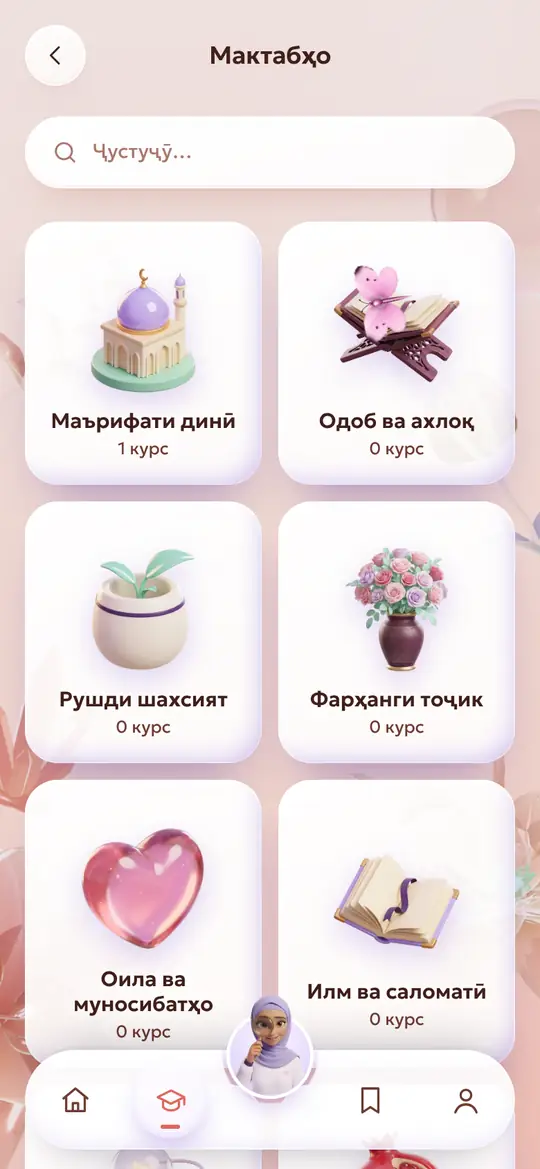 Мактабҳо
Ҷустуҷӯ...
Маърифати динӣ
1 курс
Одоб ва ахлоқ
0 курс
Рушди шахсият
0 курс
Фарҳанги тоҷик
0 курс
Оила ва
муносибатҳо
0 курс
Илм ва саломатӣ
0 курс